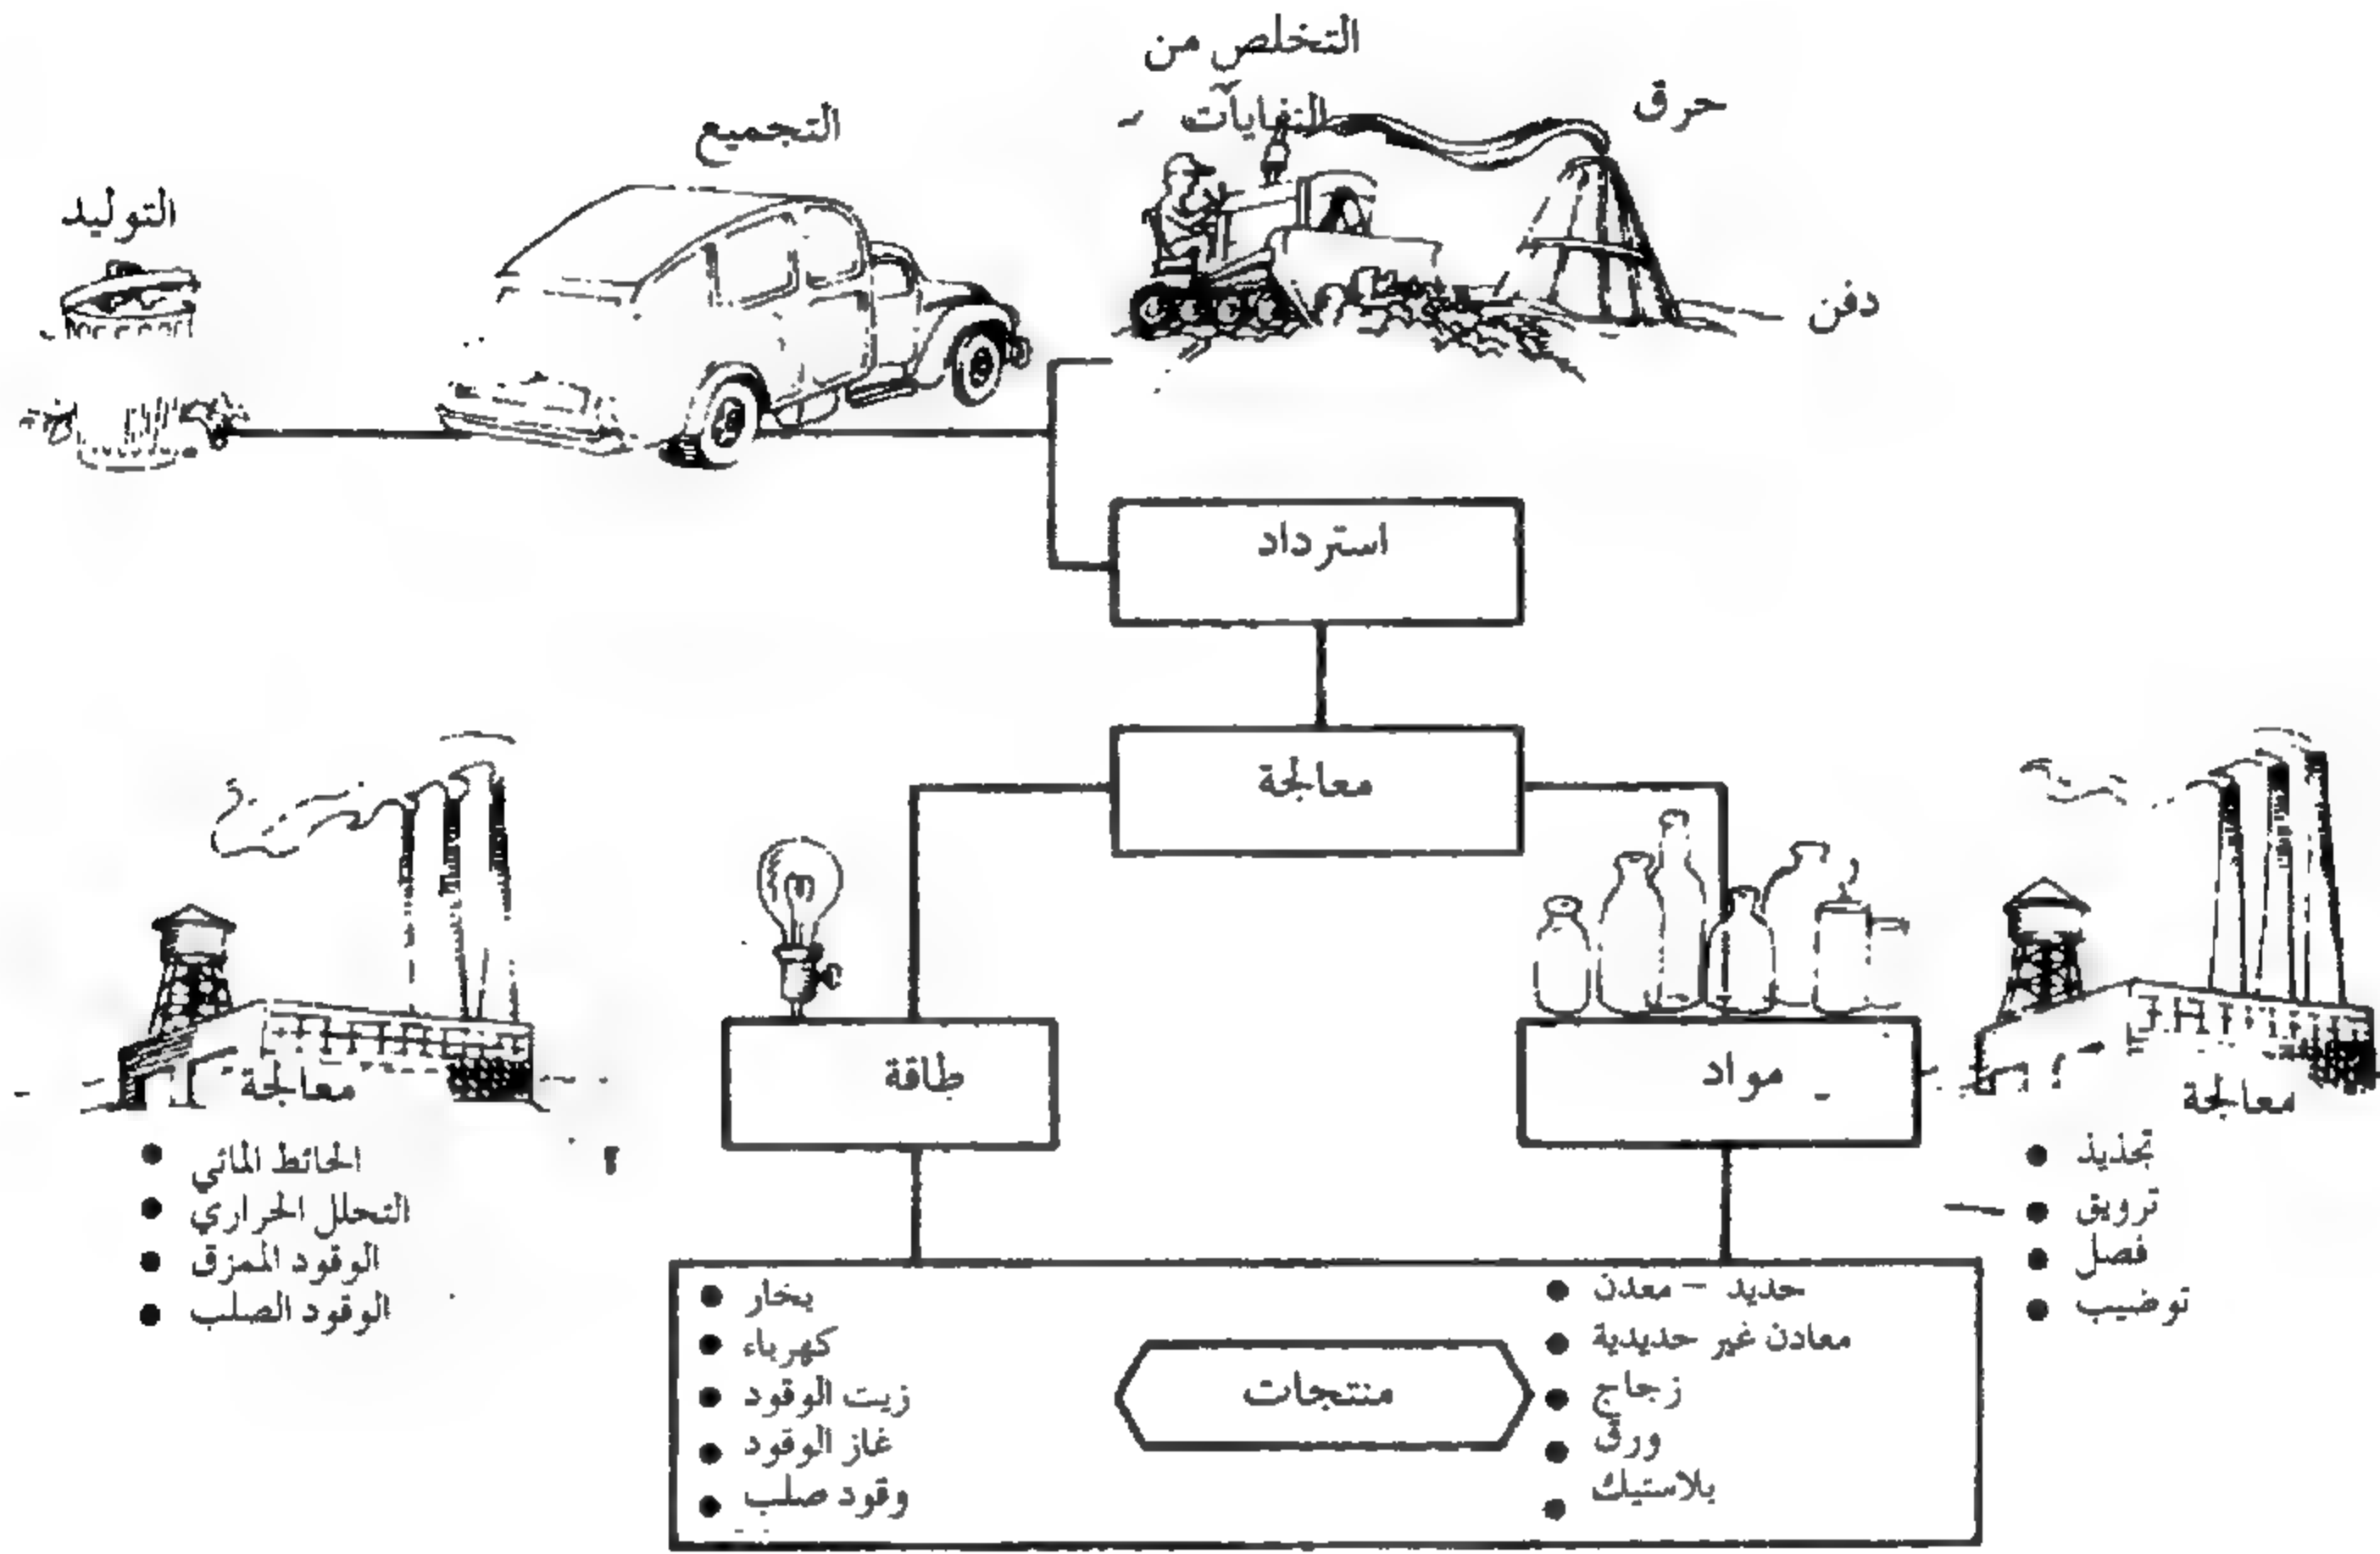 التخلص من
النفايات
حرق
التجميع
التوليد
دفن
استرداد
معالجة
طاقة
مواد
معالجة
الحائط المائي
التحلل الحراري
الوقود الممزق
الوقود الصلب
معالجة
تجذيذ
ترويق
فصل
توضيب
منتجات
بخار
كهرباء
زيت الوقود
غاز الوقود
وقود صلب
حديد – معدن
معادن غير حديدية
زجاج
ورق
بلاستيك